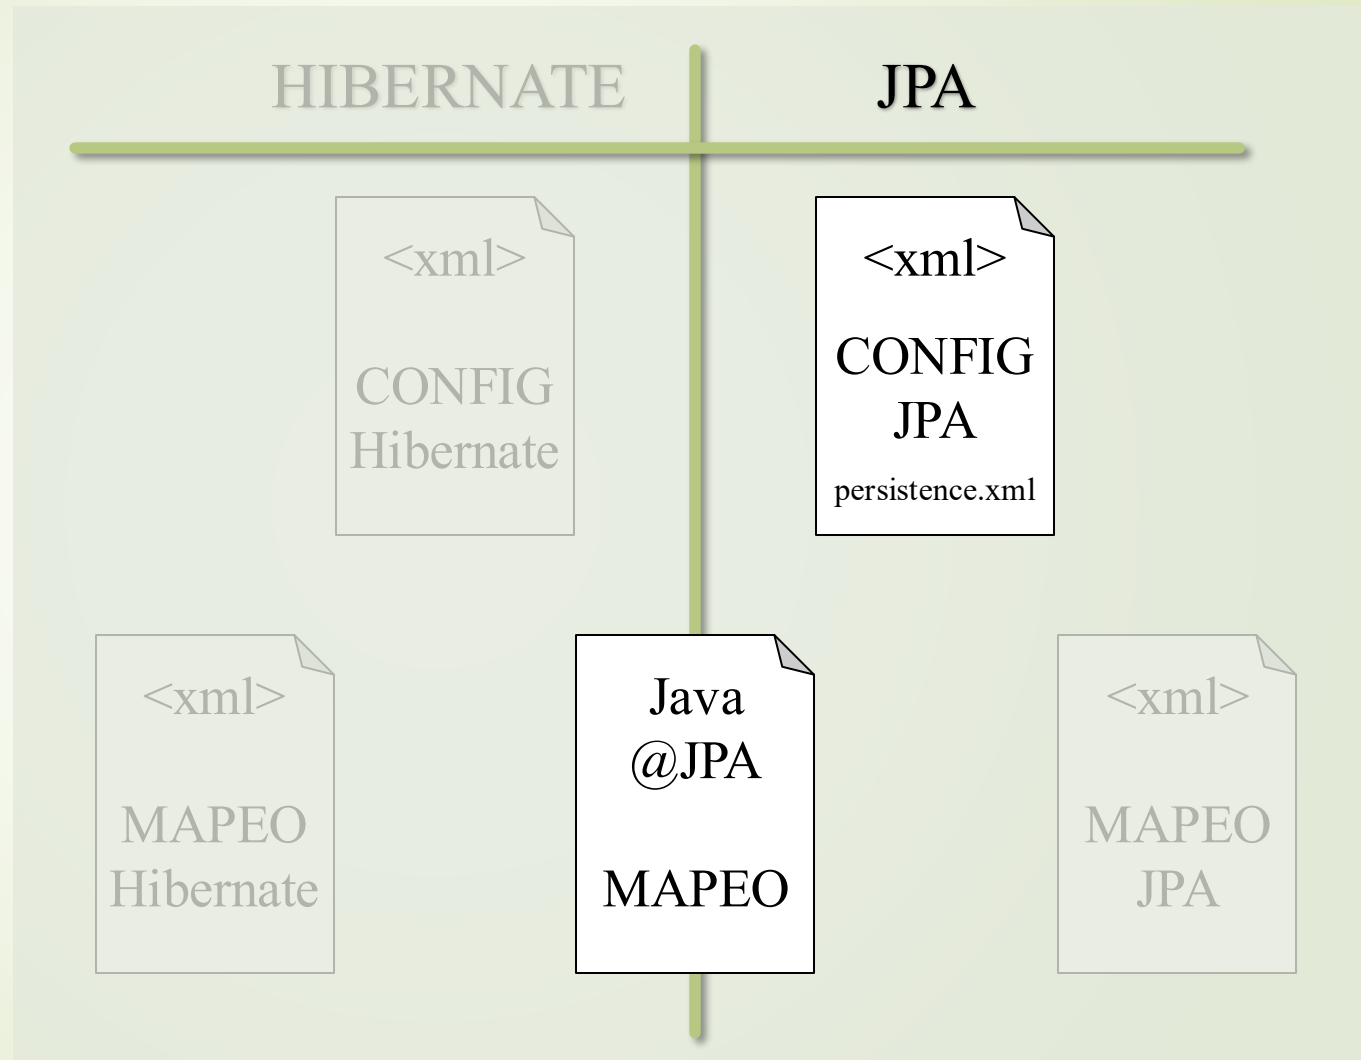 HIBERNATE
JPA
<xml>
CONFIG
Hibernate
<xml>
CONFIG
JPA
persistence.xml
<xml>
MAPEO
Hibernate
Java
@JPA
MAPEO
<xml>
MAPEO
JPA